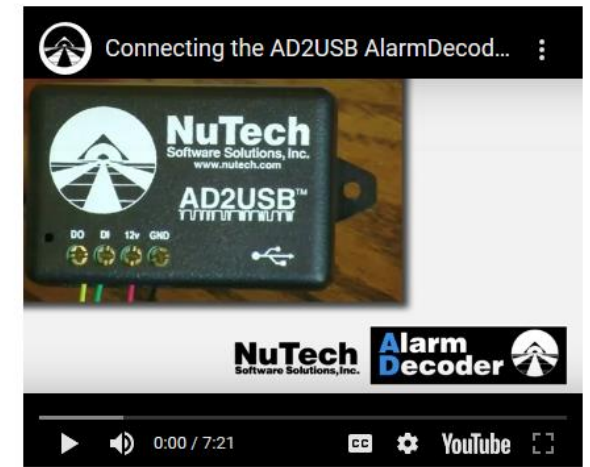 Connecting the AD2USB AlarmDecod...
NuTech
Software Solutions, Inc.
www.nutech.com
AD2USB™
DO DI 12v GND
NuTech
Software Solutions, Inc.
Alarm
Decoder
0:00 / 7:21
CC
YouTube